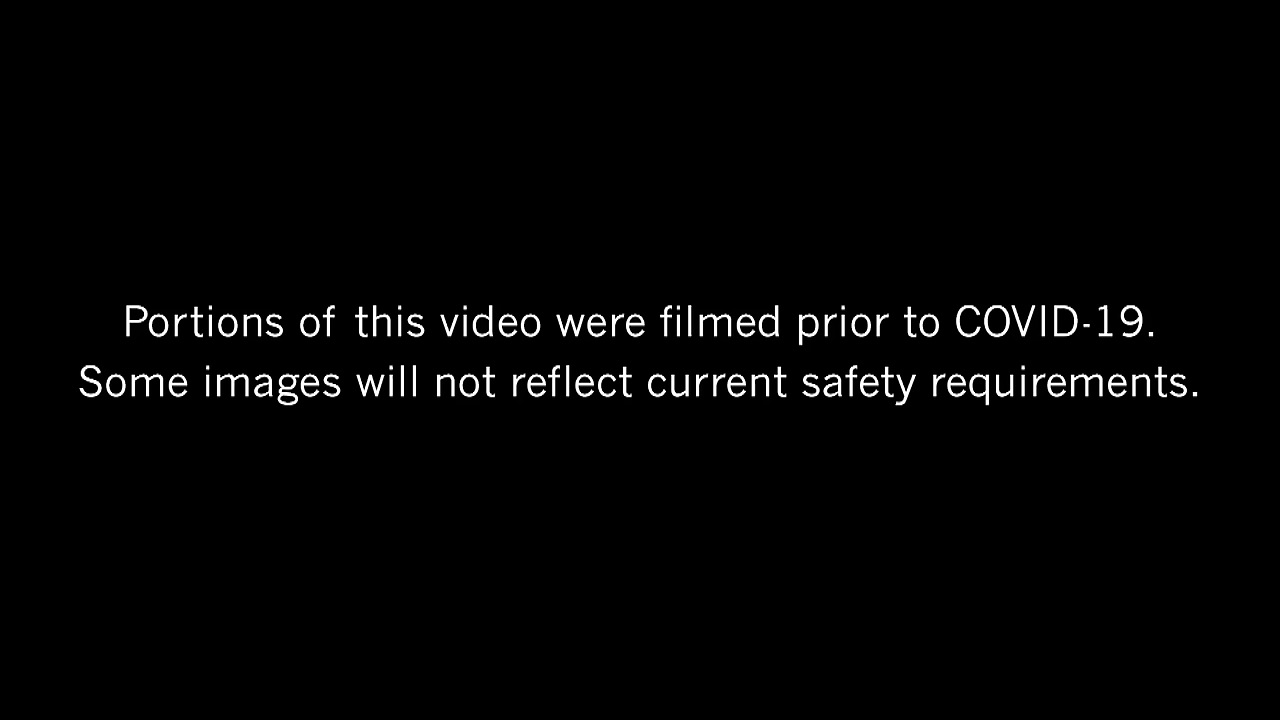 Portions of this video were filmed prior to COVID-19.
Some images will not reflect current safety requirements.